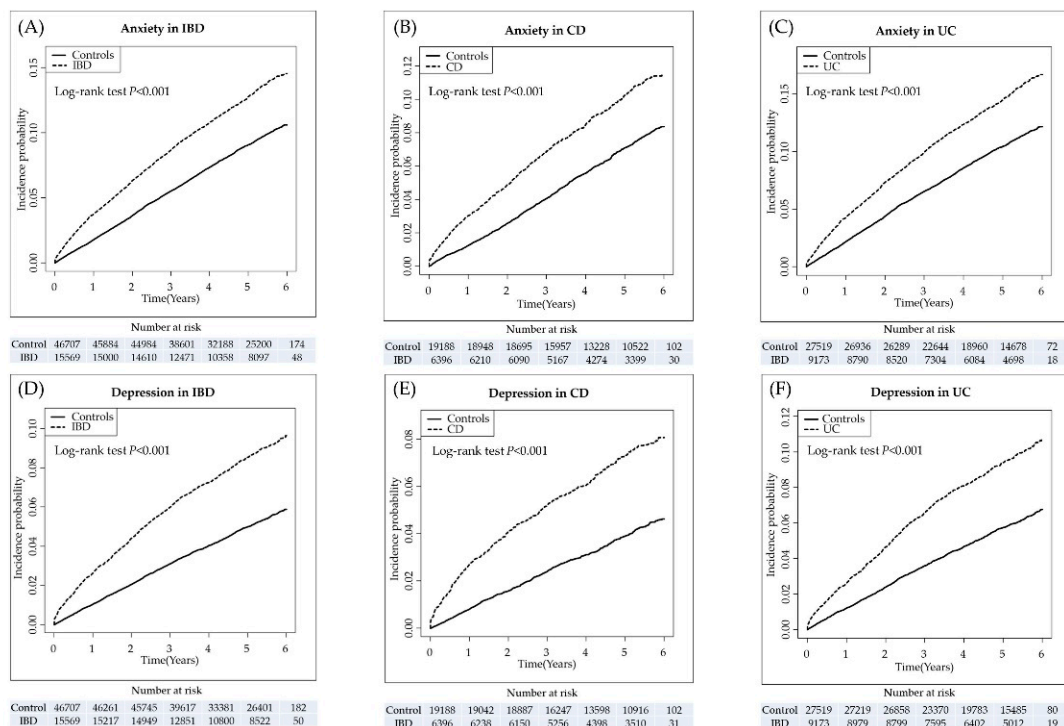 (A)
Anxiety in IBD
Controls
IBD
Log-rank test P<0.001
Incidence probability
0.15
0.10
0.05
0.00
0 1 2 3 4 5 6
Time(Years)
Number at risk
Control 46707 45884 44984 38601 32188 25200 174
IBD 15569 15000 14610 12471 10358 8097 48
(B)
Anxiety in CD
Controls
CD
Log-rank test P<0.001
Incidence probability
0.12
0.08
0.06
0.04
0.02
0.00
0 1 2 3 4 5 6
Time(Years)
Number at risk
Control 19188 18948 18695 15957 13228 10522 102
IBD 6396 6210 6090 5167 4274 3399 30
(C)
Anxiety in UC
Controls
UC
Log-rank test P<0.001
Incidence probability
0.15
0.10
0.05
0.00
0 1 2 3 4 5 6
Time(Years)
Number at risk
Control 27519 26936 26289 22644 18960 14678 72
IBD 9173 8790 8520 7304 6084 4698 18
(D)
Depression in IBD
Controls
IBD
Log-rank test P<0.001
Incidence probability
0.10
0.08
0.06
0.04
0.02
0.00
0 1 2 3 4 5 6
Time(Years)
Number at risk
Control 46707 46261 45745 39617 33381 26401 182
IBD 15569 15217 14949 12851 10800 8522 50
(E)
Depression in CD
Controls
CD
Log-rank test P<0.001
Incidence probability
0.08
0.06
0.04
0.02
0.00
0 1 2 3 4 5 6
Time(Years)
Number at risk
Control 19188 19042 18887 16247 13598 10916 102
IBD 6396 6238 6150 5256 4398 3510 31
(F)
Depression in UC
Controls
UC
Log-rank test P<0.001
Incidence probability
0.12
0.10
0.08
0.06
0.04
0.02
0.00
0 1 2 3 4 5 6
Time(Years)
Number at risk
Control 27519 27219 26858 23370 19783 15485 80
IBD 9173 8979 8799 7595 6402 5012 19